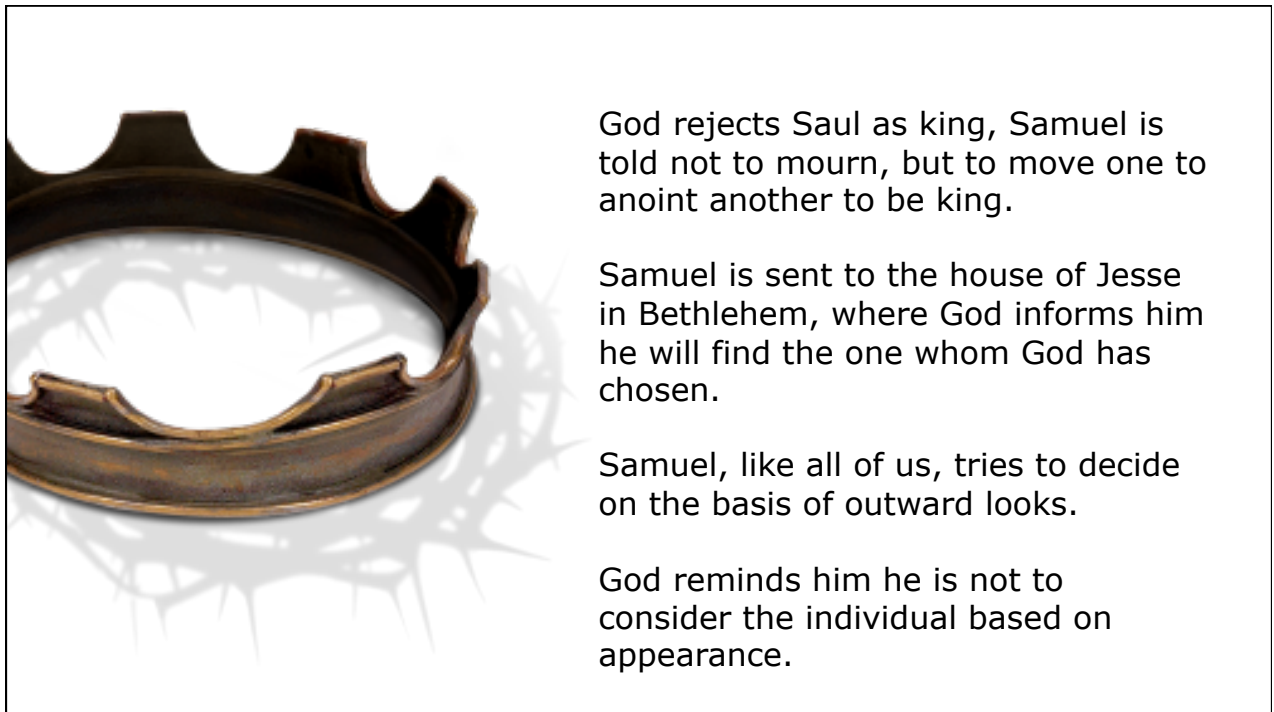 God rejects Saul as king, Samuel is
told not to mourn, but to move one to
anoint another to be king.
Samuel is sent to the house of Jesse
in Bethlehem, where God informs him
he will find the one whom God has
chosen.
Samuel, like all of us, tries to decide
on the basis of outward looks.
God reminds him he is not to
consider the individual based on
appearance.